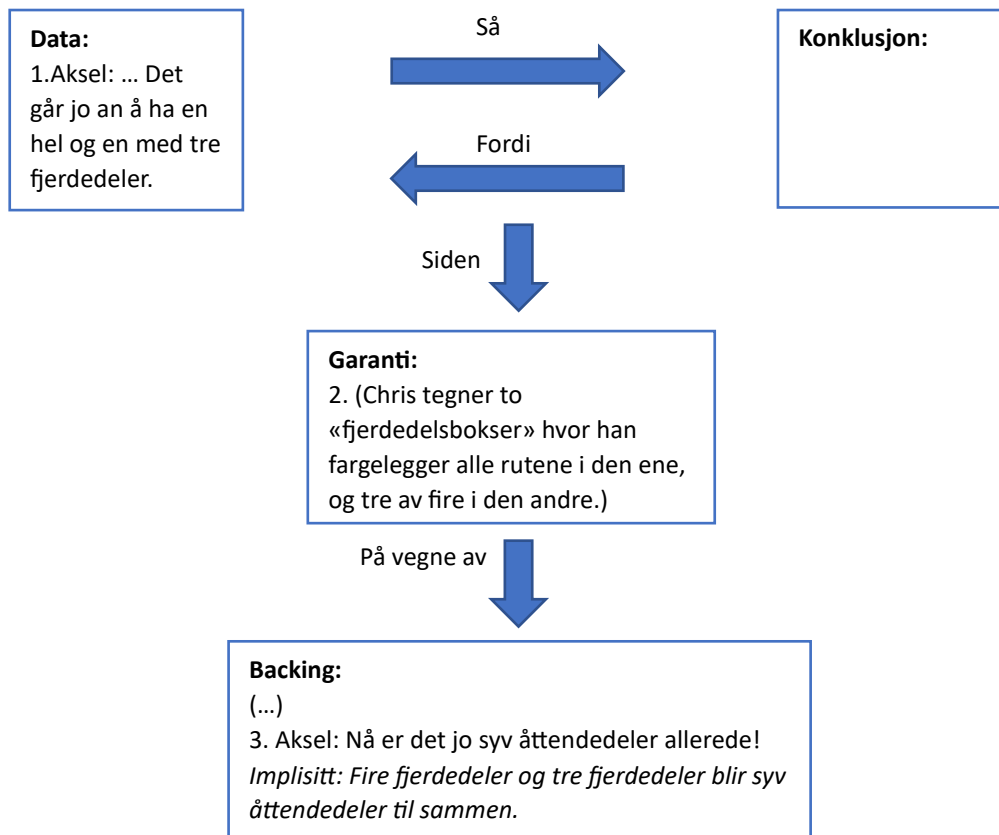 Data:
1.Aksel: ... Det
går jo an å ha en
hel og en med tre
fjerdedeler.
Så
Fordi
Konklusjon:
Siden
Garanti:
2. (Chris tegner to
«fjerdedelsbokser» hvor han
fargelegger alle rutene i den ene,
og tre av fire i den andre.)
På vegne av
Backing:
(...)
3. Aksel: Nå er det jo syv åttendedeler allerede!
Implisitt: Fire fjerdedeler og tre fjerdedeler blir syv
åttendedeler til sammen.